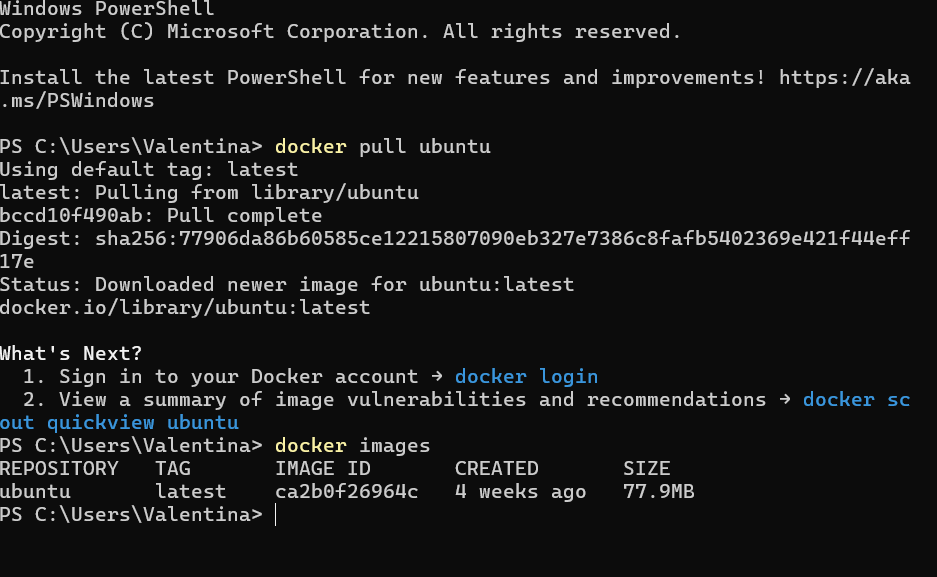 Windows PowerShell
Copyright (C) Microsoft Corporation. All rights reserved.
Install the latest PowerShell for new features and improvements! https://aka
.ms/PSWindows
PS C:\Users\Valentina> docker pull ubuntu
Using default tag: latest
latest: Pulling from library/ubuntu
bccd10f490ab: Pull complete
Digest: sha256:77906da86b60585ce12215807090eb327e7386c8fafb5402369e421f44eff
17e
Status: Downloaded newer image for ubuntu:latest
docker.io/library/ubuntu:latest
What's Next?
  1. Sign in to your Docker account → docker login
  2. View a summary of image vulnerabilities and recommendations → docker sc
out quickview ubuntu
PS C:\Users\Valentina> docker images
REPOSITORY   TAG       IMAGE ID       CREATED       SIZE
ubuntu       latest    ca2b0f26964c   4 weeks ago   77.9MB
PS C:\Users\Valentina>